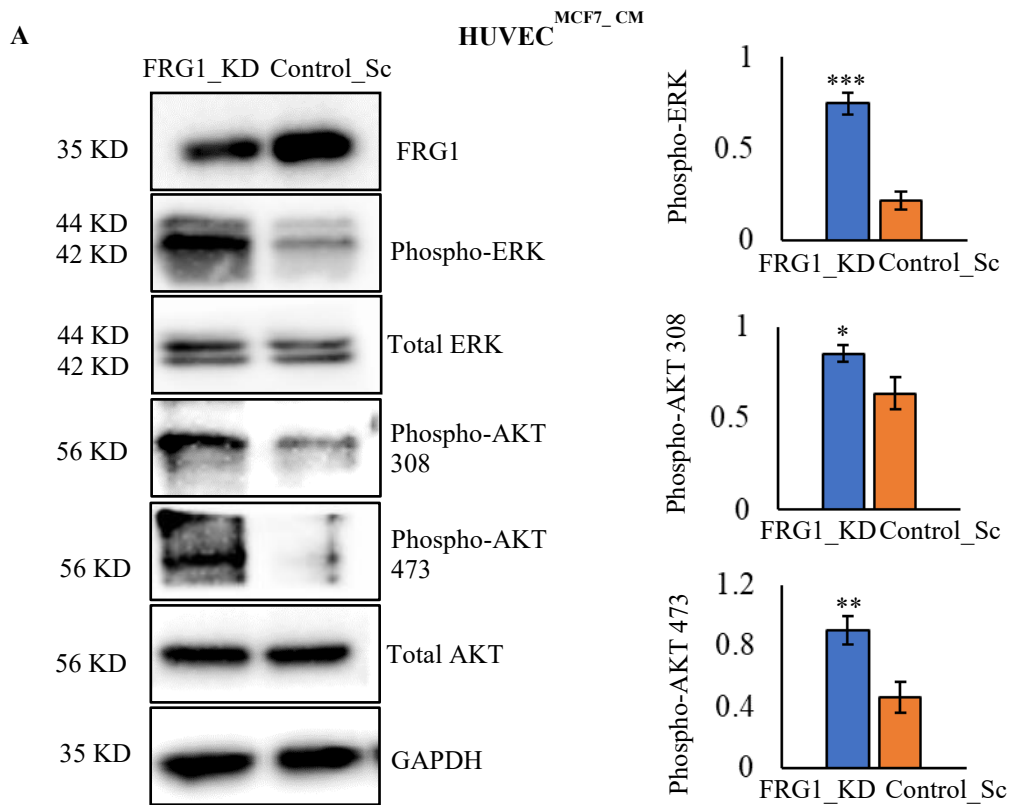 A
HUVEC^MCF7_ CM
FRG1_KD Control_Sc
35 KD
FRG1
44 KD
42 KD
Phospho-ERK
44 KD
42 KD
Total ERK
56 KD
Phospho-AKT
308
56 KD
Phospho-AKT
473
56 KD
Total AKT
35 KD
GAPDH
Phospho-ERK
1
0.5
0
***
FRG1_KD Control_Sc
Phospho-AKT 308
1
0.5
0
*
FRG1_KD Control_Sc
Phospho-AKT 473
1.2
0.8
0.4
0
**
FRG1_KD Control_Sc